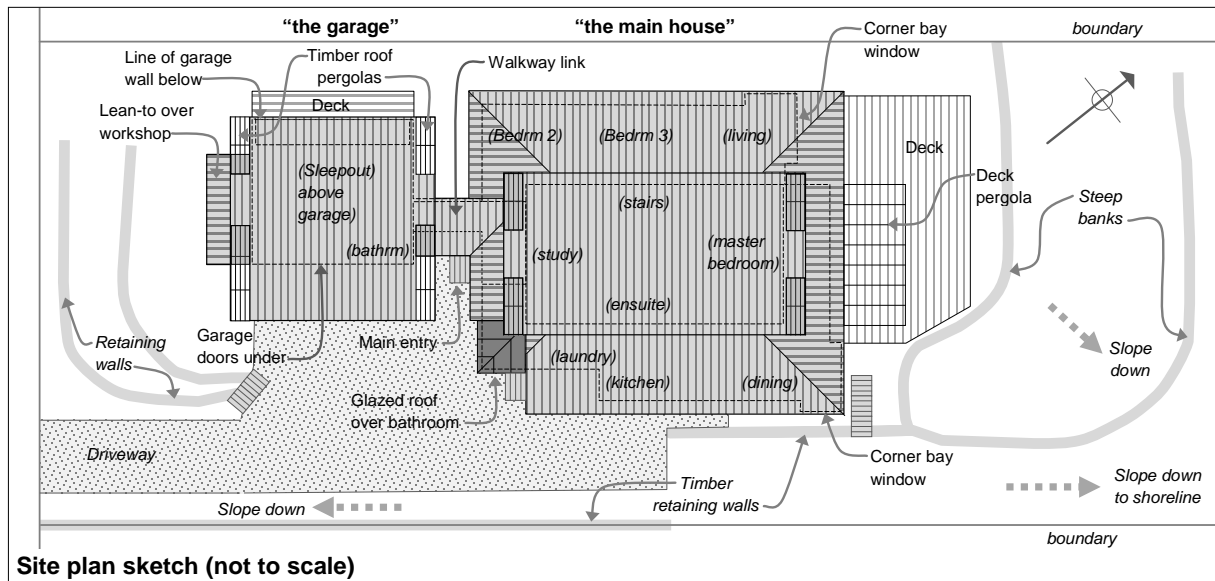 “the garage”
“the main house”
Line of garage
wall below
Timber roof
pergolas
Walkway link
Corner bay
window
boundary
Deck
Lean-to over
workshop
(Bedrm 2)
(Bedrm 3)
(living)
Deck
Deck
pergola
(Sleepout)
above
garage)
(stairs)
Steep
banks
(bathrm)
(study)
(master
bedroom)
(ensuite)
Retaining
walls
Garage
doors under
Main entry
(laundry)
(kitchen)
(dining)
Slope
down
Glazed roof
over bathroom
Driveway
Corner bay
window
Timber
retaining walls
Slope down
Slope down
to shoreline
boundary
Site plan sketch (not to scale)